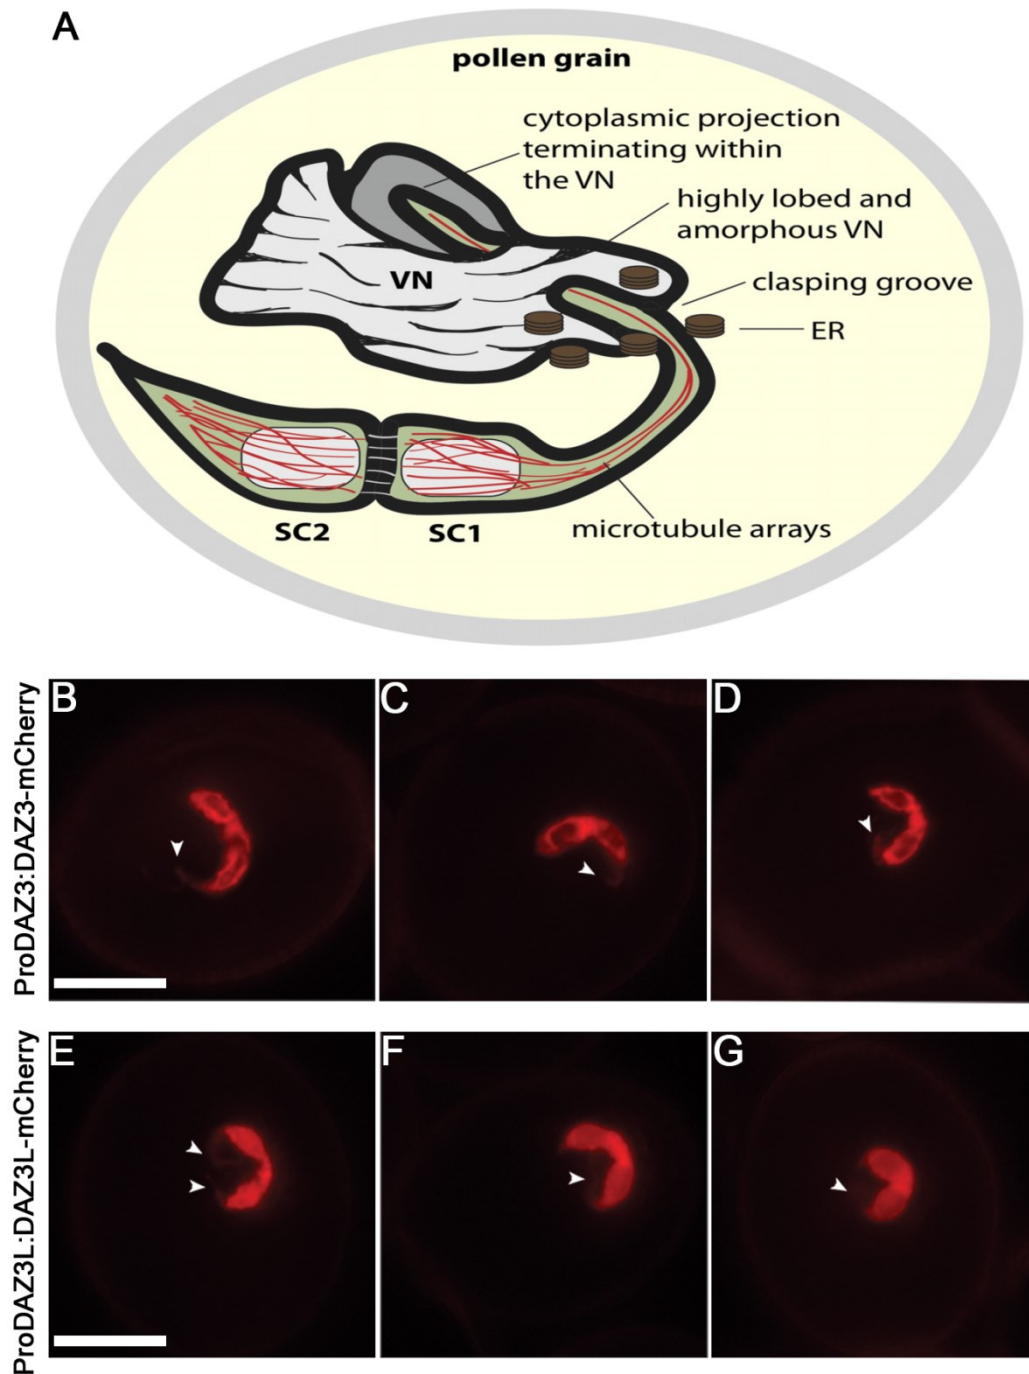 A
pollen grain
cytoplasmic projection
terminating within
the VN
highly lobed and
amorphous VN
VN
clasping groove
ER
SC2
SC1
microtubule arrays
ProDAZ3:DAZ3-mCherry
B
C
D
ProDAZ3L:DAZ3L-mCherry
E
F
G